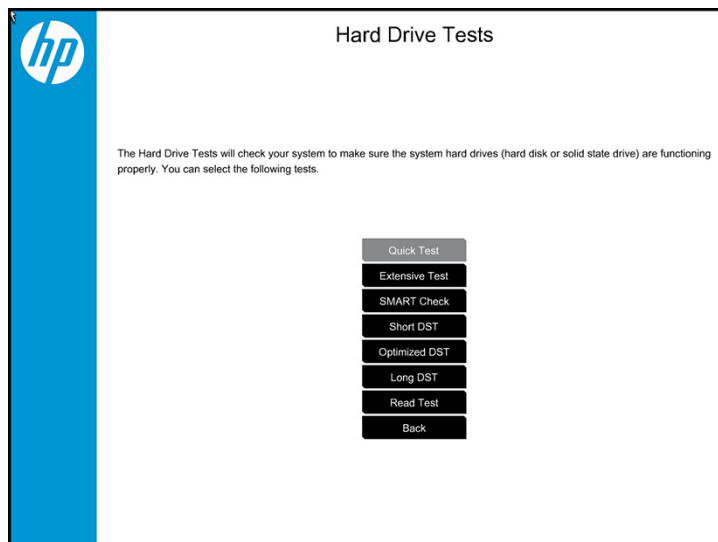 hp
Hard Drive Tests
The Hard Drive Tests will check your system to make sure the system hard drives (hard disk or solid state drive) are functioning
properly. You can select the following tests.
Quick Test
Extensive Test
SMART Check
Short DST
Optimized DST
Long DST
Read Test
Back